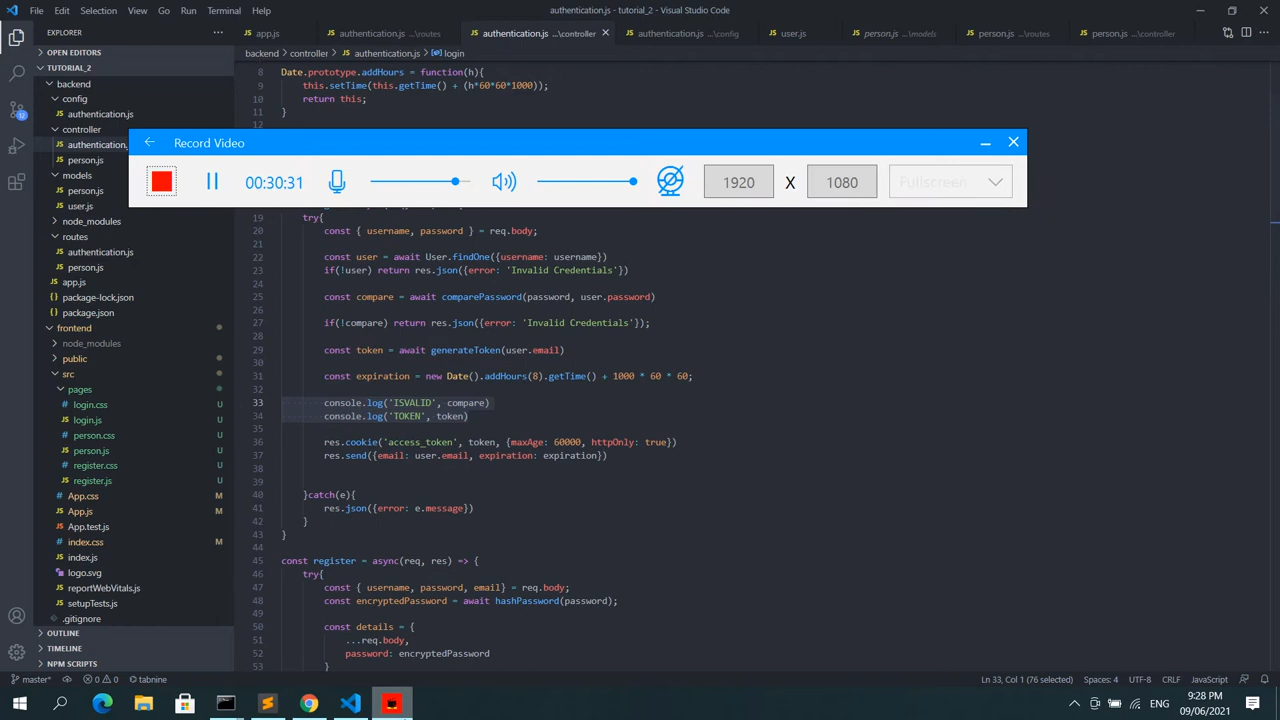 File Edit Selection View Go Run Terminal Help
authentication.js - tutorial_2 - Visual Studio Code
EXPLORER
app.js
authentication.js ...\routes
authentication.js ...\controller
authentication.js ...\config
user.js
person.js ...\models
person.js ...\routes
person.js ...\controller
OPEN EDITORS
backend > controller > authentication.js > login
TUTORIAL_2
backend
config
authentication.js
controller
authentication.
person.js
models
person.js
user.js
node_modules
routes
authentication.js
person.js
app.js
package-lock.json
package.json
frontend
node_modules
public
src
pages
login.css U
login.js U
person.css U
person.js U
register.css U
register.js U
App.css M
App.js M
App.test.js
index.css M
index.js
logo.svg
reportWebVitals.js
setupTests.js
.gitignore
OUTLINE
TIMELINE
NPM SCRIPTS
12
8 Date.prototype.addHours = function(h){
9 this.setTime(this.getTime() + (h*60*60*1000));
10 return this;
11 }
12
Record Video
00:30:31
1920 X 1080
Fullscreen
19 try{
20 const { username, password } = req.body;
21
22 const user = await User.findOne({username: username})
23 if(!user) return res.json({error: 'Invalid Credentials'})
24
25 const compare = await comparePassword(password, user.password)
26
27 if(!compare) return res.json({error: 'Invalid Credentials'});
28
29 const token = await generateToken(user.email)
30
31 const expiration = new Date().addHours(8).getTime() + 1000 * 60 * 60;
32
33 console.log('ISVALID', compare)
34 console.log('TOKEN', token)
35
36 res.cookie('access_token', token, {maxAge: 60000, httpOnly: true})
37 res.send({email: user.email, expiration: expiration})
38
39
40 }catch(e){
41 res.json({error: e.message})
42 }
43 }
44
45 const register = async(req, res) => {
46 try{
47 const { username, password, email} = req.body;
48 const encryptedPassword = await hashPassword(password);
49
50 const details = {
51 ...req.body,
52 password: encryptedPassword
53 }
master* 0 0 tabnine
Ln 33, Col 1 (76 selected) Spaces: 4 UTF-8 CRLF JavaScript
ENG
9:28 PM
09/06/2021